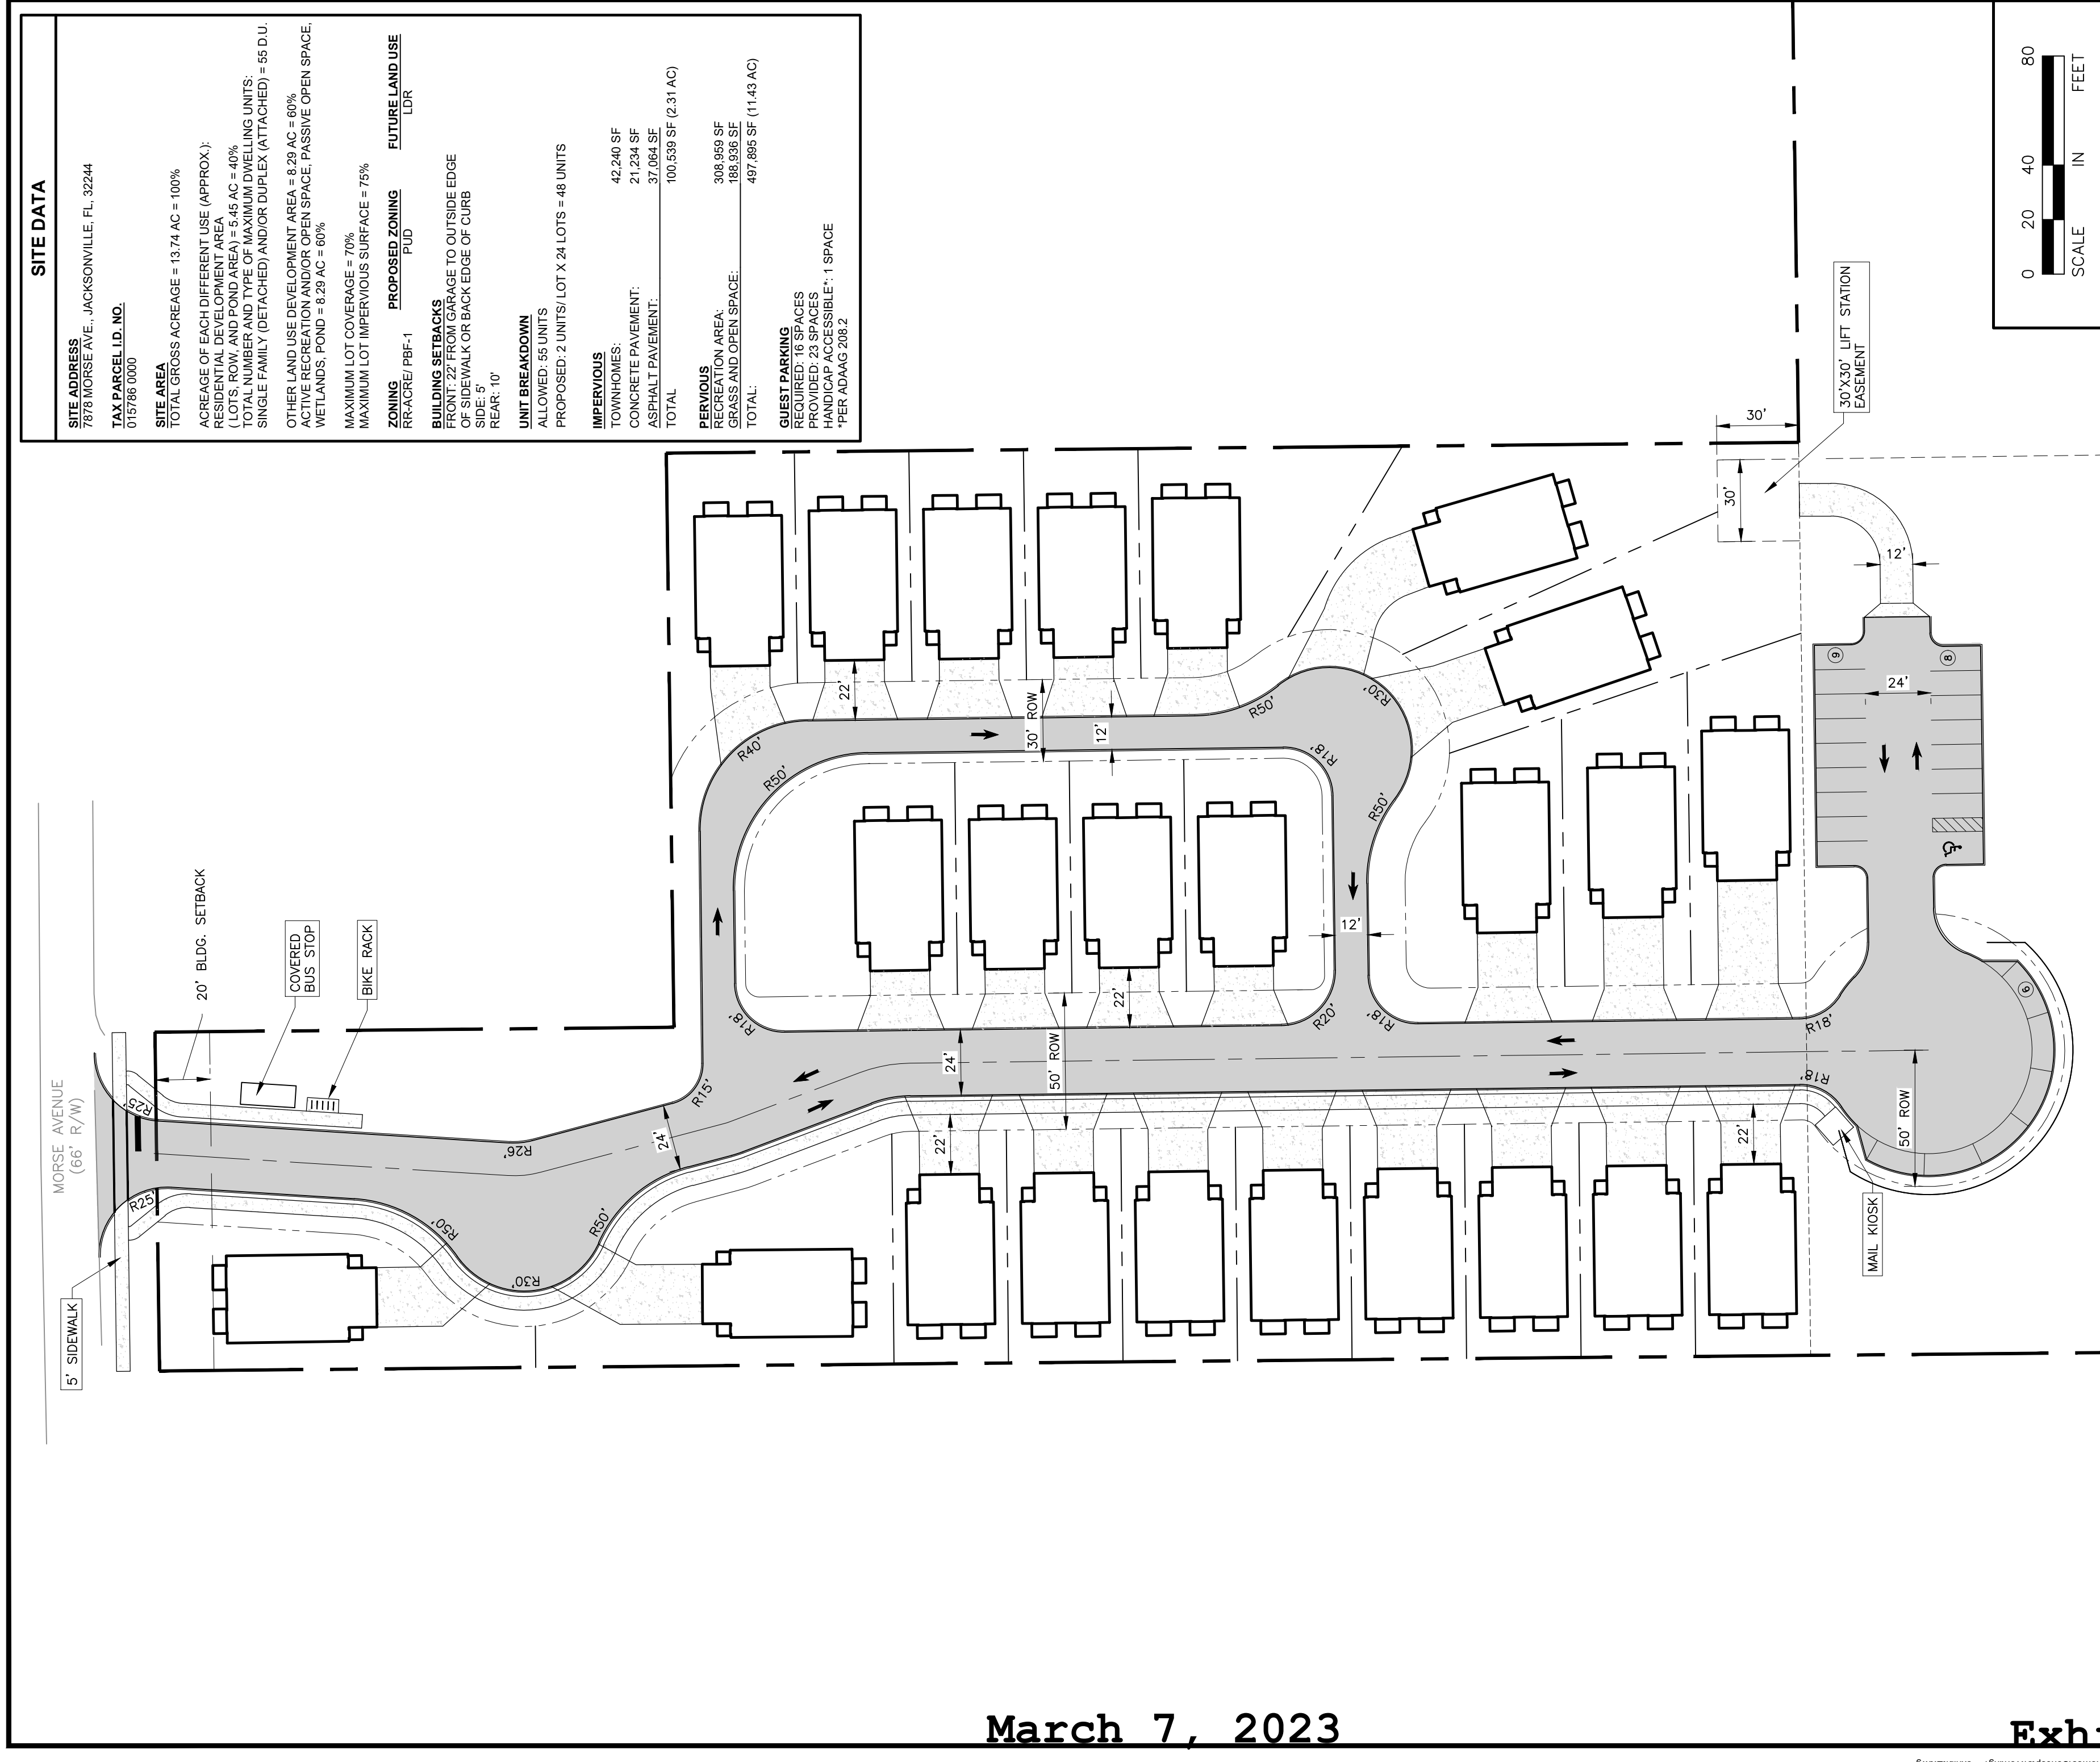 SITE DATA
SITE ADDRESS
7878 MORSE AVE., JACKSONVILLE, FL, 32244
TAX PARCEL I.D. NO.
015786 0000
SITE AREA
TOTAL GROSS ACREAGE = 13.74 AC = 100%
ACREAGE OF EACH DIFFERENT USE (APPROX.):
RESIDENTIAL DEVELOPMENT AREA
( LOTS, ROW, AND POND AREA) = 5.45 AC = 40%
TOTAL NUMBER AND TYPE OF MAXIMUM DWELLING UNITS:
SINGLE FAMILY (DETACHED) AND/OR DUPLEX (ATTACHED) = 55 D.U.
OTHER LAND USE DEVELOPMENT AREA = 8.29 AC = 60%
ACTIVE RECREATION AND/OR OPEN SPACE, PASSIVE OPEN SPACE,
WETLANDS, POND = 8.29 AC = 60%
MAXIMUM LOT COVERAGE = 70%
MAXIMUM LOT IMPERVIOUS SURFACE = 75%
ZONING PROPOSED ZONING FUTURE LAND USE
RR-ACRE/ PBF-1 PUD LDR
BUILDING SETBACKS
FRONT: 22' FROM GARAGE TO OUTSIDE EDGE
OF SIDEWALK OR BACK EDGE OF CURB
SIDE: 5'
REAR: 10'
UNIT BREAKDOWN
ALLOWED: 55 UNITS
PROPOSED: 2 UNITS/ LOT X 24 LOTS = 48 UNITS
IMPERVIOUS
TOWNHOMES: 42,240 SF
CONCRETE PAVEMENT: 21,234 SF
ASPHALT PAVEMENT: 37,064 SF
TOTAL 100,539 SF (2.31 AC)
PERVIOUS
RECREATION AREA: 308,959 SF
GRASS AND OPEN SPACE: 188,936 SF
TOTAL: 497,895 SF (11.43 AC)
GUEST PARKING
REQUIRED: 16 SPACES
PROVIDED: 23 SPACES
HANDICAP ACCESSIBLE*: 1 SPACE
*PER ADAAG 208.2
0 20 40 80
SCALE IN FEET
30'X30' LIFT STATION
EASEMENT
30'
30'
12'
9
8
24'
9
MORSE AVENUE
(66' R/W)
5' SIDEWALK
20' BLDG. SETBACK
COVERED
BUS STOP
BIKE RACK
R25'
R25'
R26'
R50'
R30'
R50'
24'
R15'
R18'
R40'
R50'
22'
30' ROW
12'
R50'
R30'
R18'
R50'
12'
R20'
R18'
22'
24'
50' ROW
22'
22'
R18'
R18'
50' ROW
MAIL KIOSK
March 7, 2023
Exh